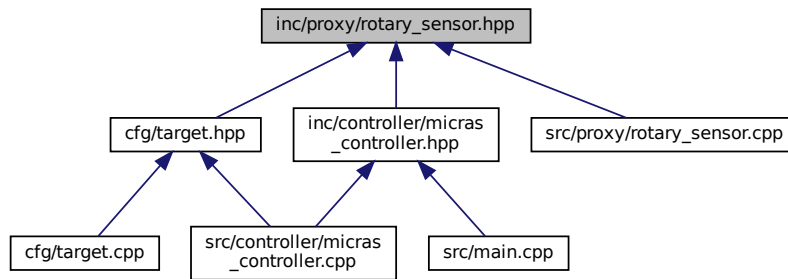 inc/proxy/rotary_sensor.hpp
cfg/target.hpp
inc/controller/micras
_controller.hpp
src/proxy/rotary_sensor.cpp
cfg/target.cpp
src/controller/micras
_controller.cpp
src/main.cpp